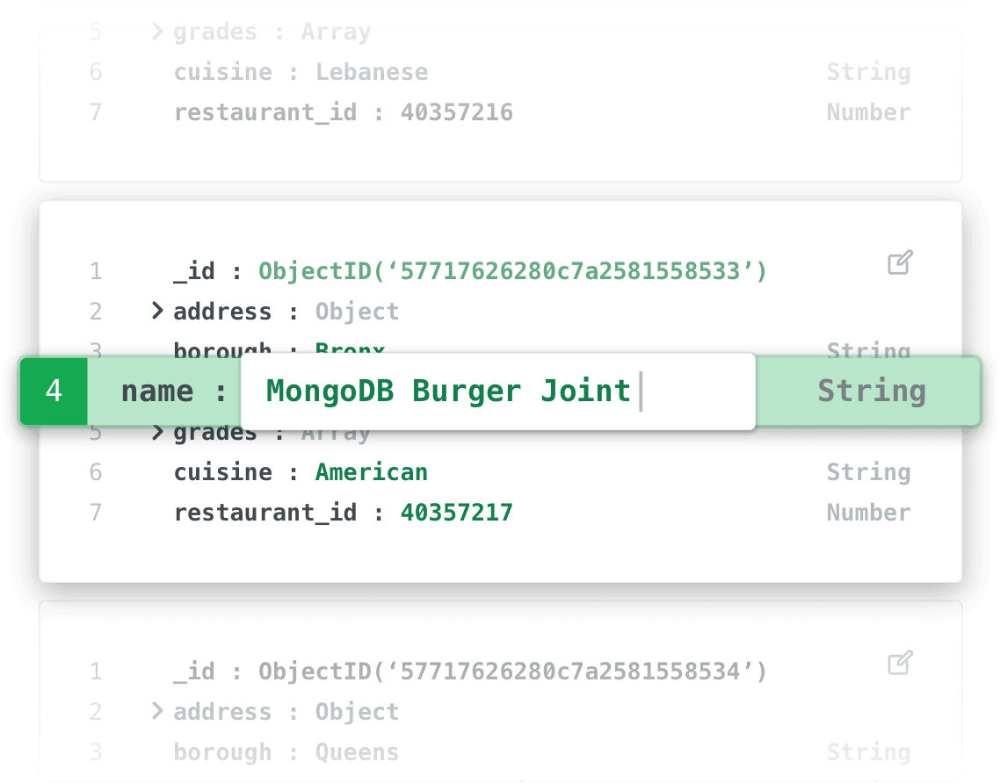 5 > grades : Array
6 cuisine : Lebanese String
7 restaurant_id : 40357216 Number
1 _id : ObjectID(‘57717626280c7a2581558533’)
2 > address : Object
3 borough : Bronx String
4 name : MongoDB Burger Joint String
5 > grades : Array
6 cuisine : American String
7 restaurant_id : 40357217 Number
1 _id : ObjectID(‘57717626280c7a2581558534’)
2 > address : Object
3 borough : Queens String